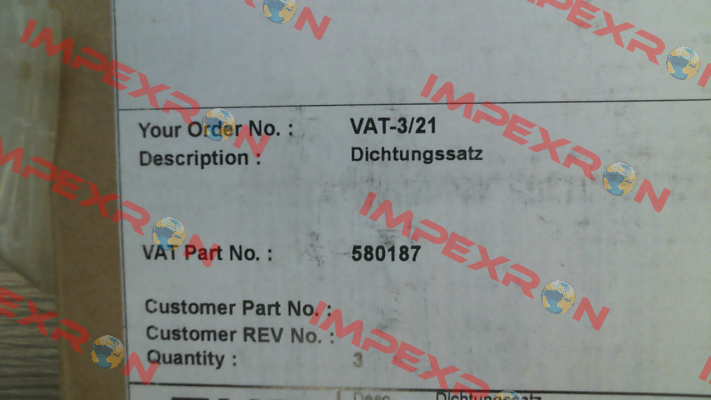 Your Order No. : VAT-3/21
Description : Dichtungssatz
VAT Part No. : 580187
Customer Part No. :
Customer REV No. :
Quantity : 3
Desc. Dichtungssatz
IMPEXRON
IMPEXRON
IMPEXRON
IMPEXRON
IMPEXRON
IMPEXRON